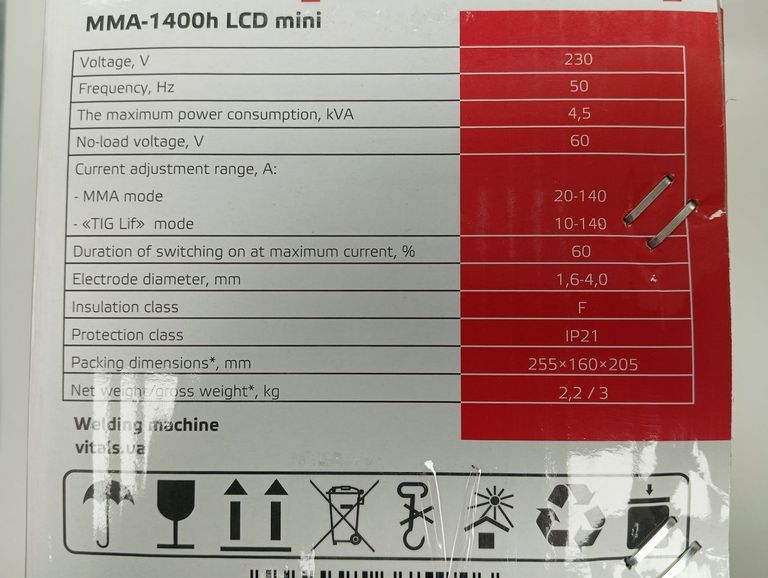 MMA-1400h LCD mini
Voltage, V 230
Frequency, Hz 50
The maximum power consumption, kVA 4,5
No-load voltage, V 60
Current adjustment range, A:
- MMA mode 20-140
- «TIG Lif» mode 10-140
Duration of switching on at maximum current, % 60
Electrode diameter, mm 1,6-4,0
Insulation class F
Protection class IP21
Packing dimensions*, mm 255×160×205
Net weight/gross weight*, kg 2,2 / 3
Welding machine
vitals.ua